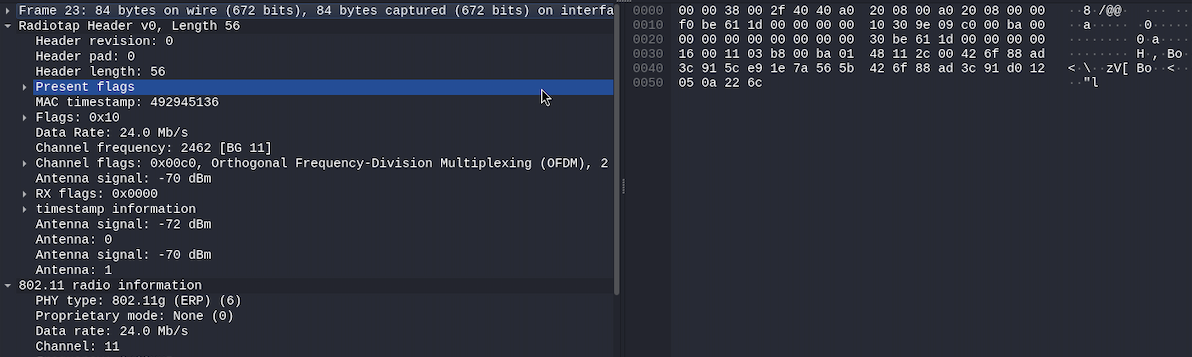 Frame 23: 84 bytes on wire (672 bits), 84 bytes captured (672 bits) on interfa
Radiotap Header v0, Length 56
Header revision: 0
Header pad: 0
Header length: 56
Present flags
MAC timestamp: 492945136
Flags: 0x10
Data Rate: 24.0 Mb/s
Channel frequency: 2462 [BG 11]
Channel flags: 0x00c0, Orthogonal Frequency-Division Multiplexing (OFDM), 2
Antenna signal: -70 dBm
RX flags: 0x0000
timestamp information
Antenna signal: -72 dBm
Antenna: 0
Antenna signal: -70 dBm
Antenna: 1
802.11 radio information
PHY type: 802.11g (ERP) (6)
Proprietary mode: None (0)
Data rate: 24.0 Mb/s
Channel: 11
0000 00 00 38 00 2f 40 40 a0 20 08 00 a0 20 08 00 00 ··8·/@@· ··· ···
0010 f0 be 61 1d 00 00 00 00 10 30 9e 09 c0 00 ba 00 ··a····· ·0······
0020 00 00 00 00 00 00 00 00 30 be 61 1d 00 00 00 00 ········ 0·a·····
0030 16 00 11 03 b8 00 ba 01 48 11 2c 00 42 6f 88 ad ········ H·,·Bo··
0040 3c 91 5c e9 1e 7a 56 5b 42 6f 88 ad 3c 91 d0 12 <·\··zV[ Bo··<···
0050 05 0a 22 6c ··"l